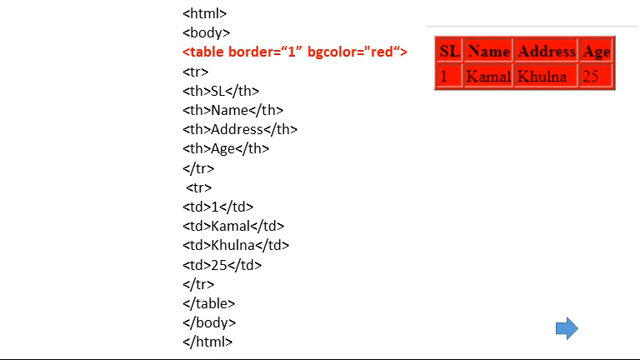 <html>
<body>
<table border=“1” bgcolor="red“>
<tr>
<th>SL</th>
<th>Name</th>
<th>Address</th>
<th>Age</th>
</tr>
<tr>
<td>1</td>
<td>Kamal</td>
<td>Khulna</td>
<td>25</td>
</tr>
</table>
</body>
</html>
SL Name Address Age
1 Kamal Khulna 25